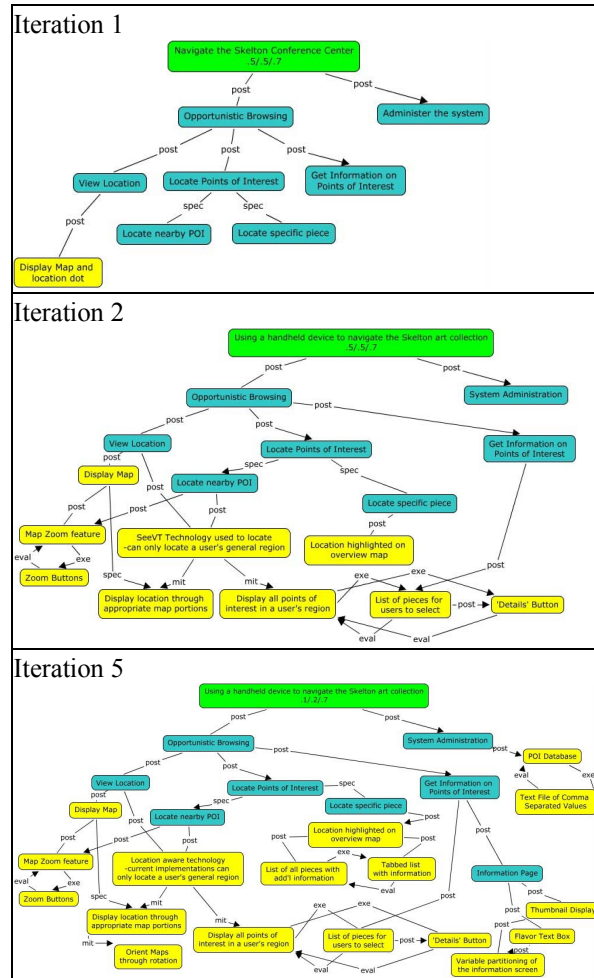 Iteration 1
Navigate the Skelton Conference Center
.5/.5/.7
post
post
Opportunistic Browsing
Administer the system
post
post
post
View Location
Locate Points of Interest
Get Information on
Points of Interest
post
spec
spec
Locate nearby POI
Locate specific piece
Display Map and
location dot
Iteration 2
Using a handheld device to navigate the Skelton art collection
.5/.5/.7
post
post
Opportunistic Browsing
System Administration
post
post
post
View Location
Locate Points of Interest
Get Information on
Points of Interest
post
post
spec
spec
Display Map
Locate nearby POI
post
post
post
Locate specific piece
post
post
Map Zoom feature
SeeVT Technology used to locate
-can only locate a user's general region
Location highlighted on
overview map
eval
exe
Zoom Buttons
spec
mit
mit
exe
exe
Display location through
appropriate map portions
Display all points of
interest in a user's region
List of pieces for
users to select
post
'Details' Button
eval
eval
Iteration 5
Using a handheld device to navigate the Skelton art collection
.1/.2/.7
post
post
Opportunistic Browsing
System Administration
post
POI Database
post
post
post
eval
exe
View Location
Locate Points of Interest
spec
Get Information on
Points of Interest
Text File of Comma
Separated Values
post
post
spec
Display Map
Locate nearby POI
Locate specific piece
post
post
post
post
post
Location highlighted on
overview map
post
post
Map Zoom feature
Location aware technology
-current implementations can
only locate a user's general region
post
exe
post
List of all pieces with
add'l information
Tabbed list
with information
Information Page
eval
exe
eval
Zoom Buttons
post
post
Thumbnail Display
spec
mit
mit
post
Display location through
appropriate map portions
exe
exe
Flavor Text Box
mit
Display all points of
interest in a user's region
List of pieces for
users to select
post
'Details' Button
post
Orient Maps
through rotation
eval
eval
Variable partitioning of
the information screen